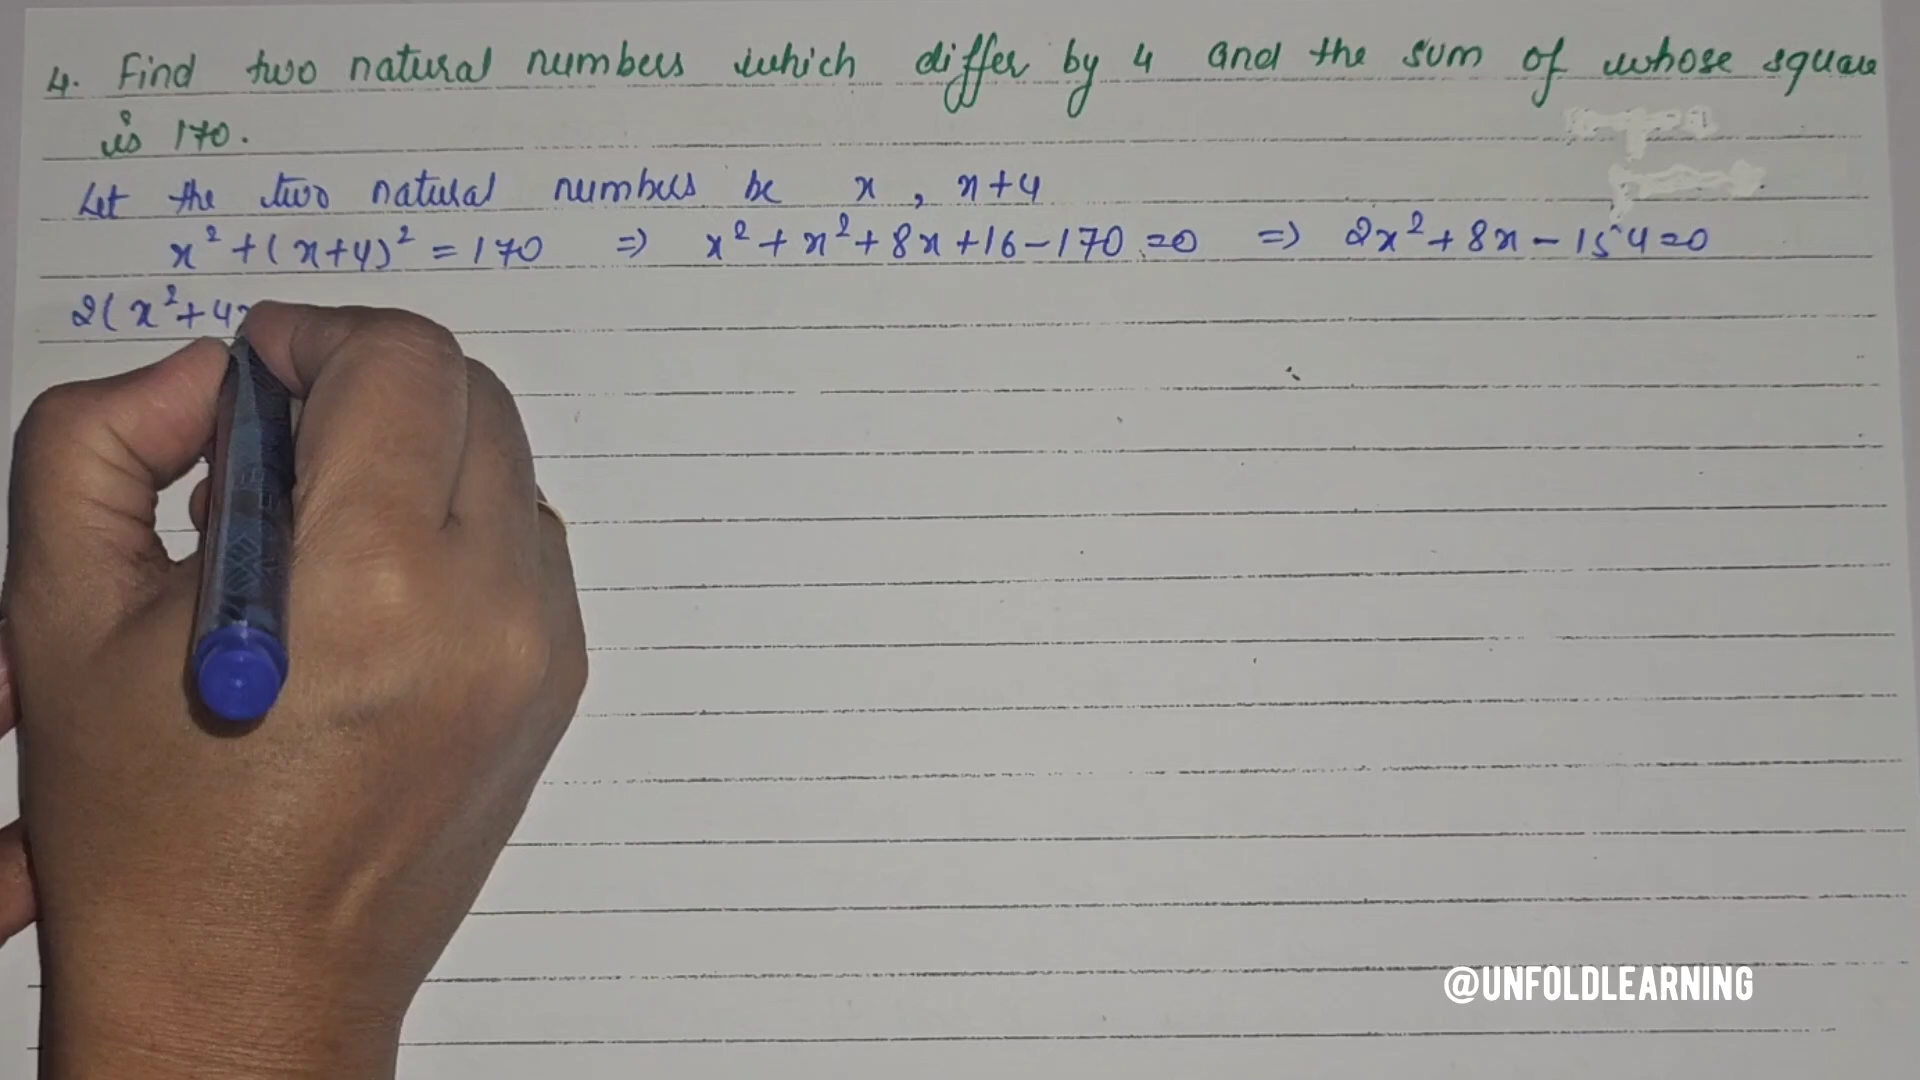 4. Find two natural numbers which differ by 4 and the sum of whose square
is 170.
Let the two natural numbers be x , x+4
x² + (x+4)² = 170 => x² + x² + 8x + 16 - 170 = 0 => 2x² + 8x - 154 = 0
2( x² + 4x
@UNFOLDLEARNING